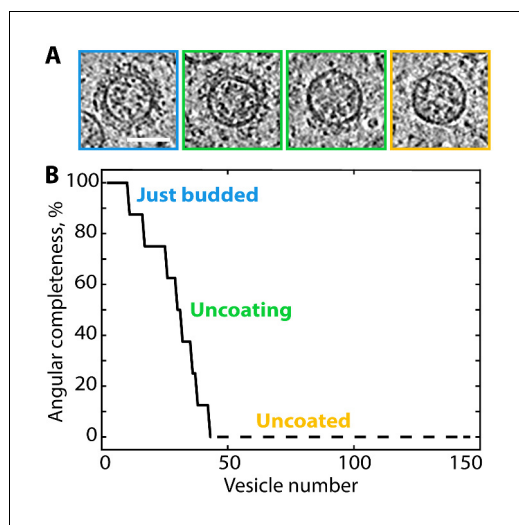 A
B
100
80
60
40
20
0
Angular completeness, %
Just budded
Uncoating
Uncoated
0
50
100
150
Vesicle number